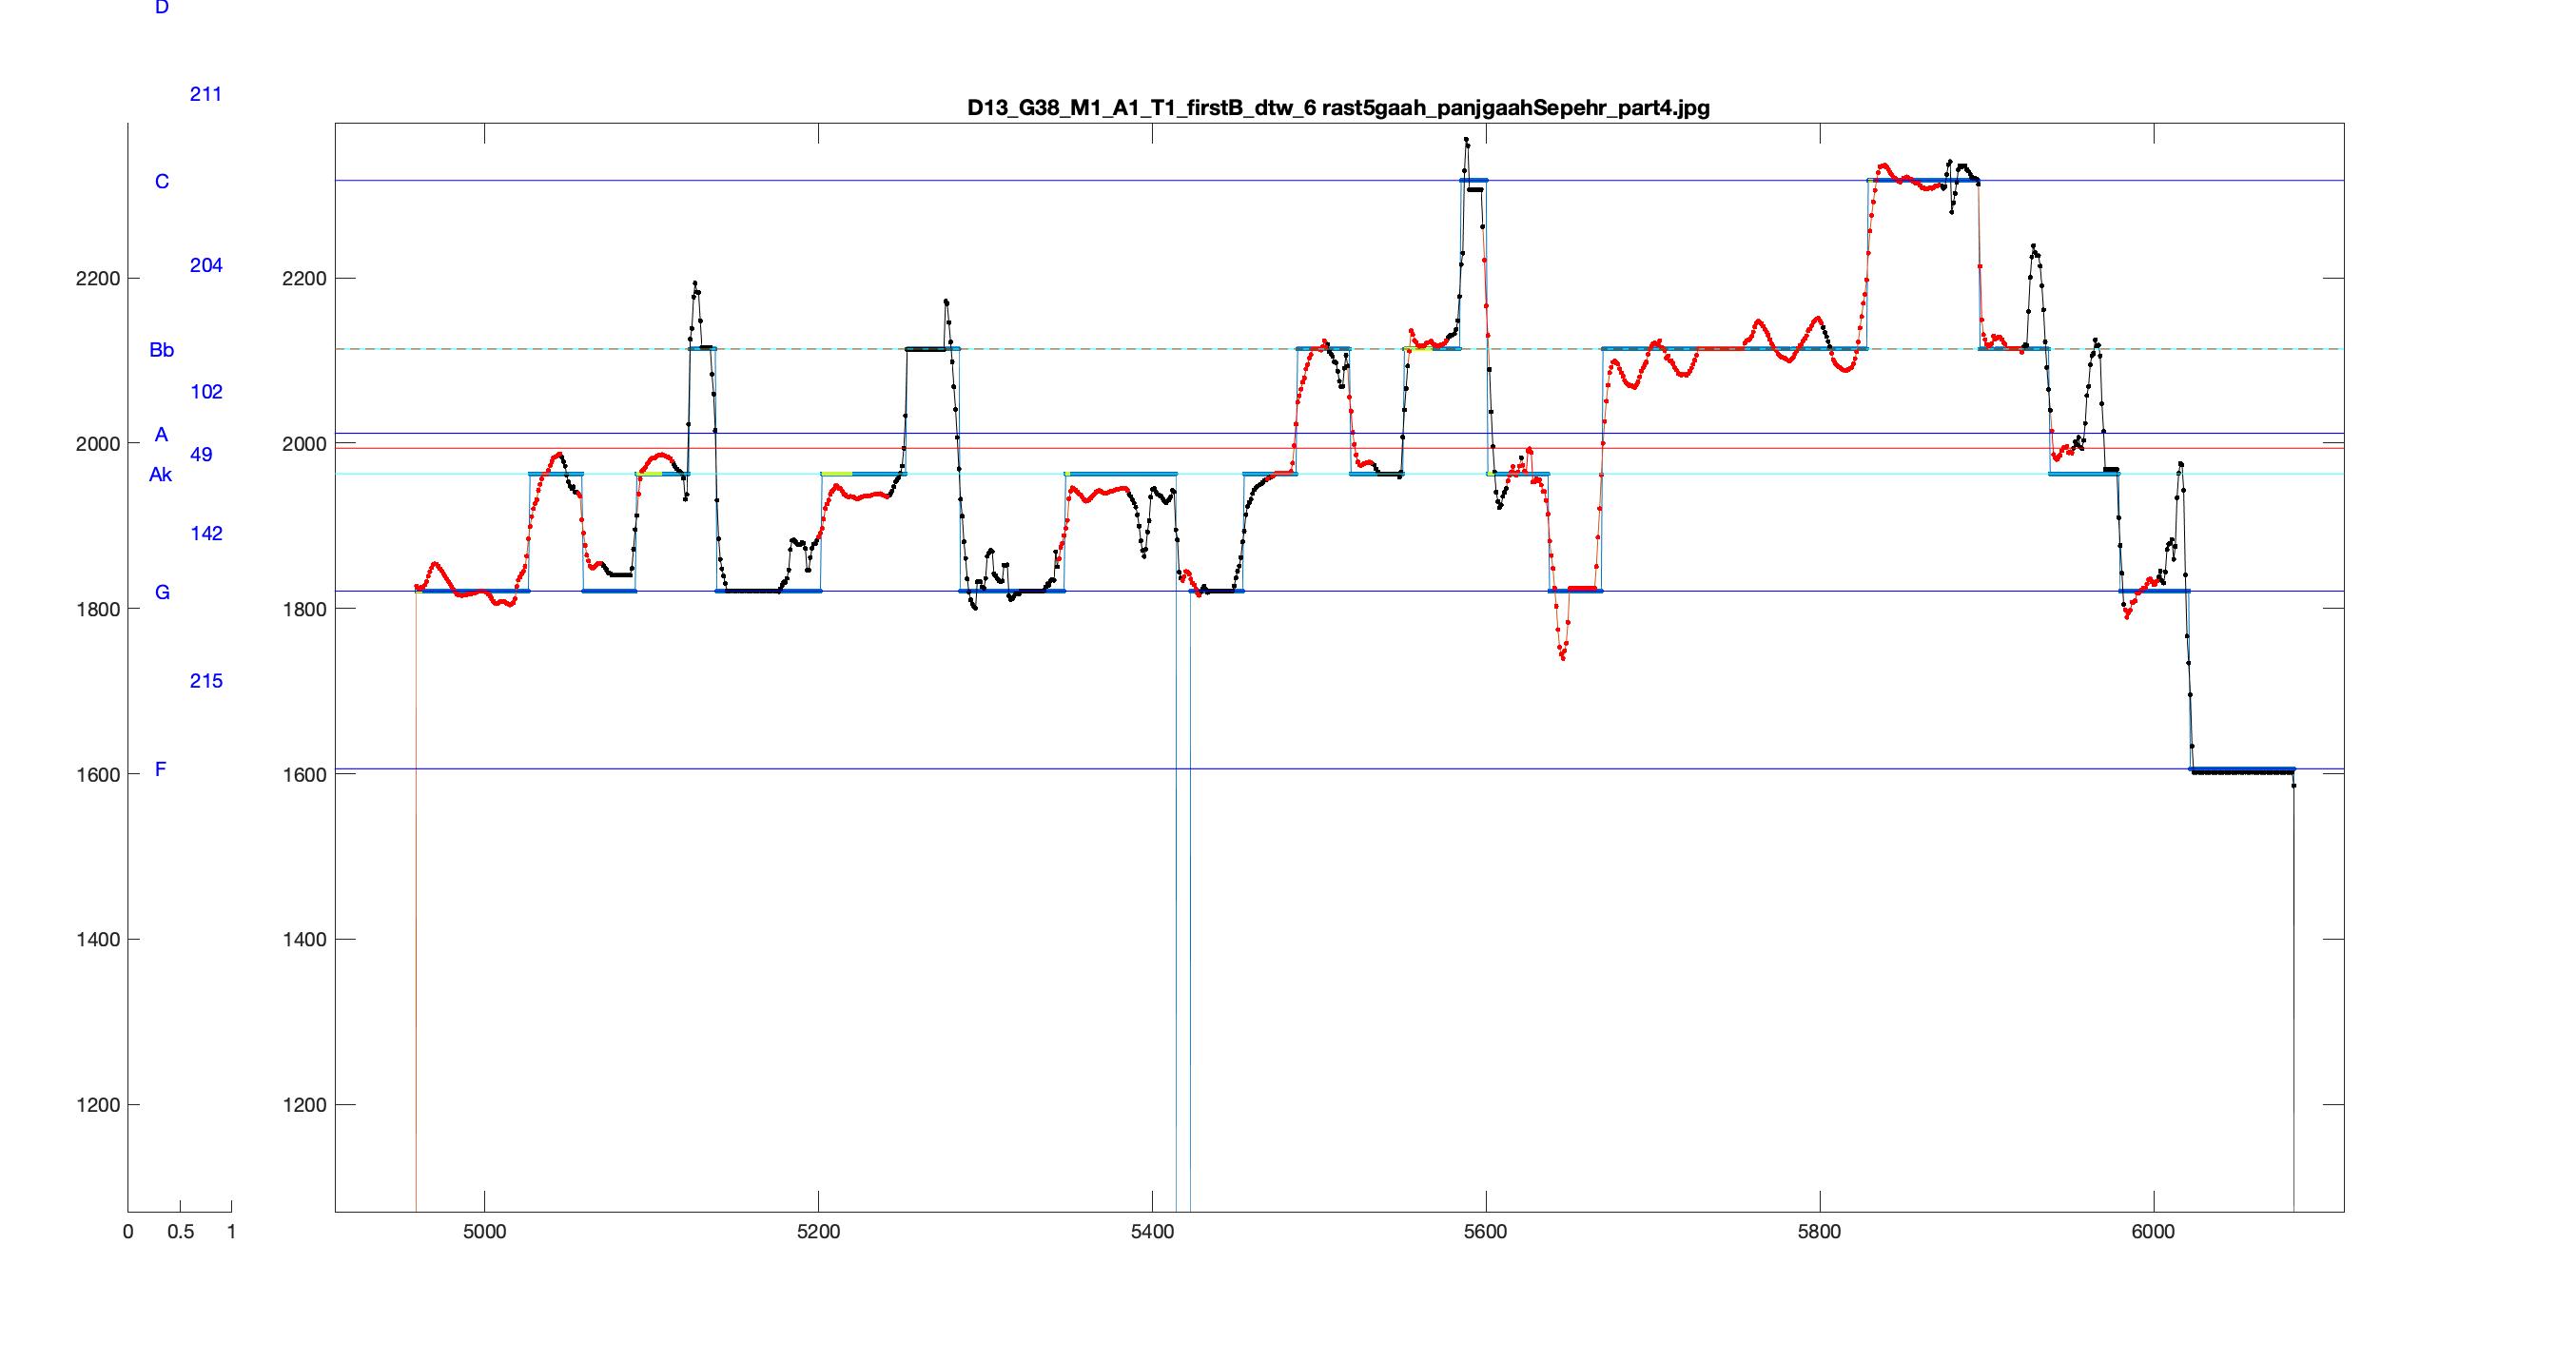 D
211
D13_G38_M1_A1_T1_firstB_dtw_6 rast5gaah_panjgaahSepehr_part4.jpg
C
204
2200 2200
Bb
102
A
2000 2000
49
Ak
142
G
1800 1800
215
F
1600 1600
1400 1400
1200 1200
0 0.5 1 5000 5200 5400 5600 5800 6000